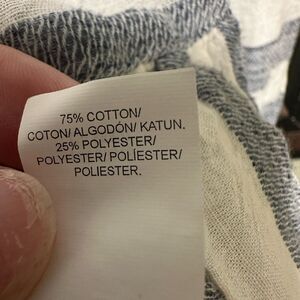 75% COTTON/
COTON/ ALGODÓN/ KATUN.
25% POLYESTER/
POLYESTER/ POLÍESTER/
POLIESTER.